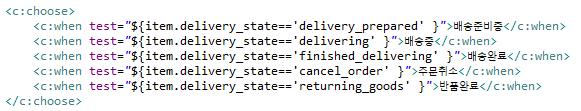 <c:choose>
<c:when test="${item.delivery_state=='delivery_prepared' }">배송준비중</c:when>
<c:when test="${item.delivery_state=='delivering' }">배송중</c:when>
<c:when test="${item.delivery_state=='finished_delivering' }">배송완료</c:when>
<c:when test="${item.delivery_state=='cancel_order' }">주문취소</c:when>
<c:when test="${item.delivery_state=='returning_goods' }">반품완료</c:when>
</c:choose>